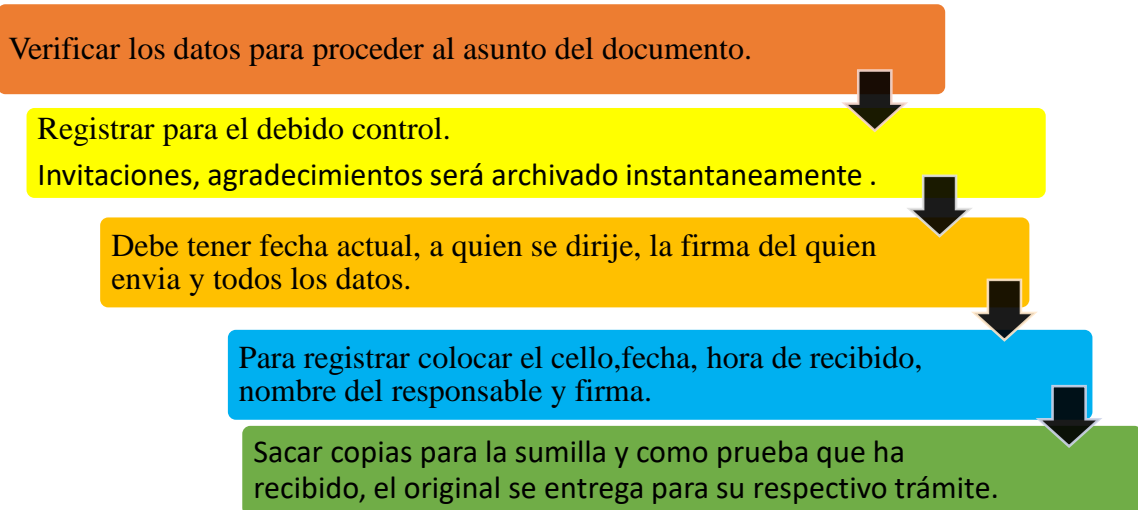 Verificar los datos para proceder al asunto del documento.
Registrar para el debido control.
Invitaciones, agradecimientos será archivado instantaneamente .
Debe tener fecha actual, a quien se dirije, la firma del quien
envia y todos los datos.
Para registrar colocar el cello,fecha, hora de recibido,
nombre del responsable y firma.
Sacar copias para la sumilla y como prueba que ha
recibido, el original se entrega para su respectivo trámite.